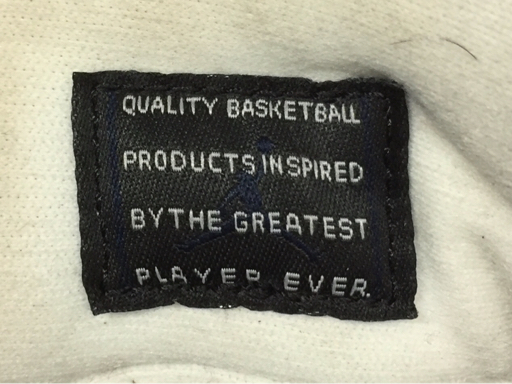 QUALITY BASKETBALL
PRODUCTS INSPIRED
BY THE GREATEST
PLAYER EVER.